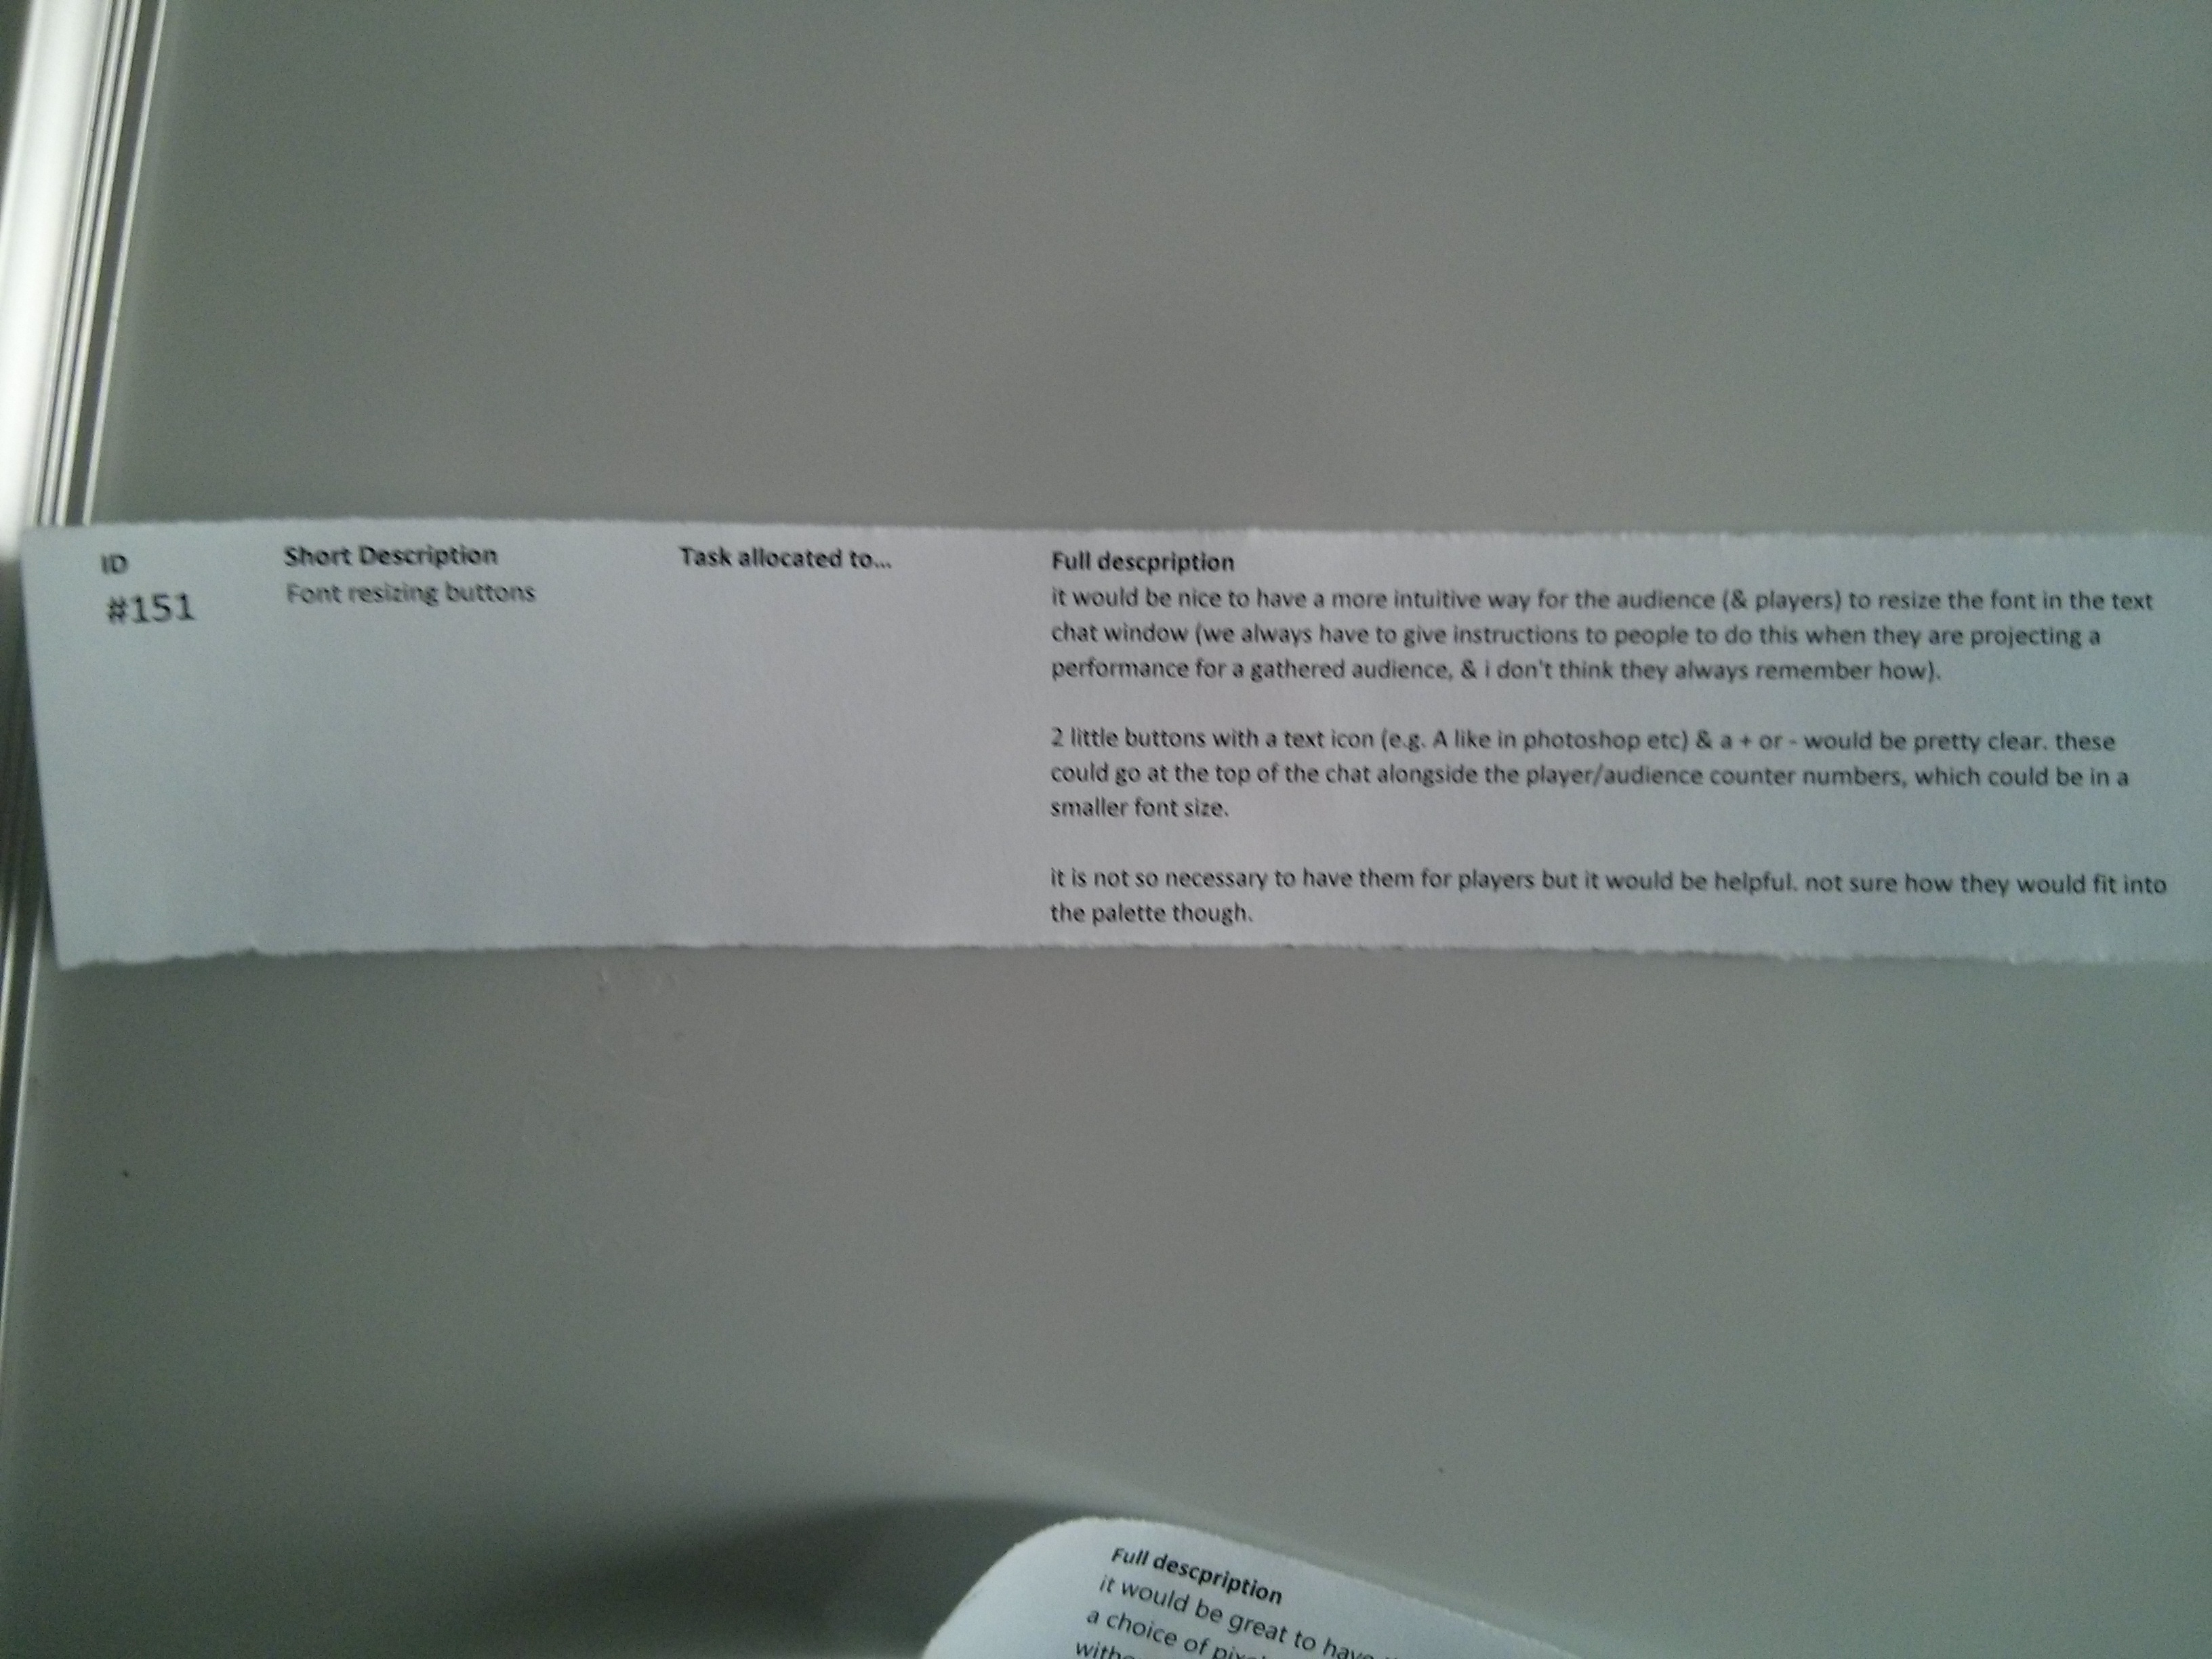 ID
#151
Short Description
Font resizing buttons
Task allocated to...
Full descpription
it would be nice to have a more intuitive way for the audience (& players) to resize the font in the text
chat window (we always have to give instructions to people to do this when they are projecting a
performance for a gathered audience, & i don't think they always remember how).
2 little buttons with a text icon (e.g. A like in photoshop etc) & a + or - would be pretty clear. these
could go at the top of the chat alongside the player/audience counter numbers, which could be in a
smaller font size.
it is not so necessary to have them for players but it would be helpful. not sure how they would fit into
the palette though.
Full descpription
it would be great to have
a choice of